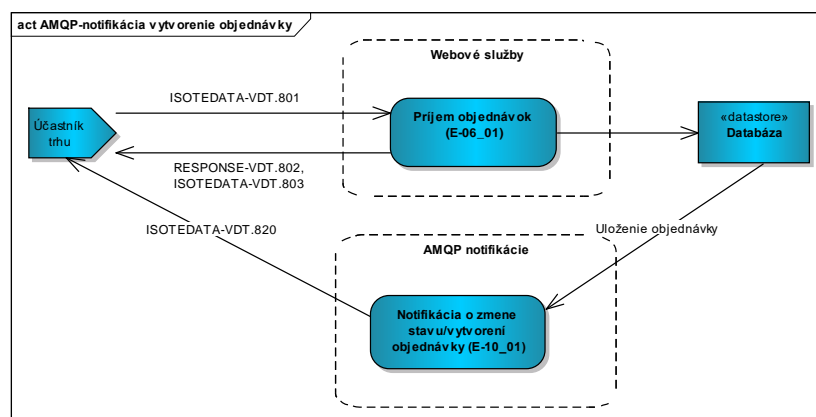 act AMQP-notifikácia vytvorenie objednávky
Webové služby
ISOTEDATA-VDT.801
Účastník
trhu
Príjem objednávok
(E-06_01)
«datastore»
Databáza
RESPONSE-VDT.802,
ISOTEDATA-VDT.803
ISOTEDATA-VDT.820
Uloženie objednávky
AMQP notifikácie
Notifikácia o zmene
stavu/vytvorení
objednávky (E-10_01)